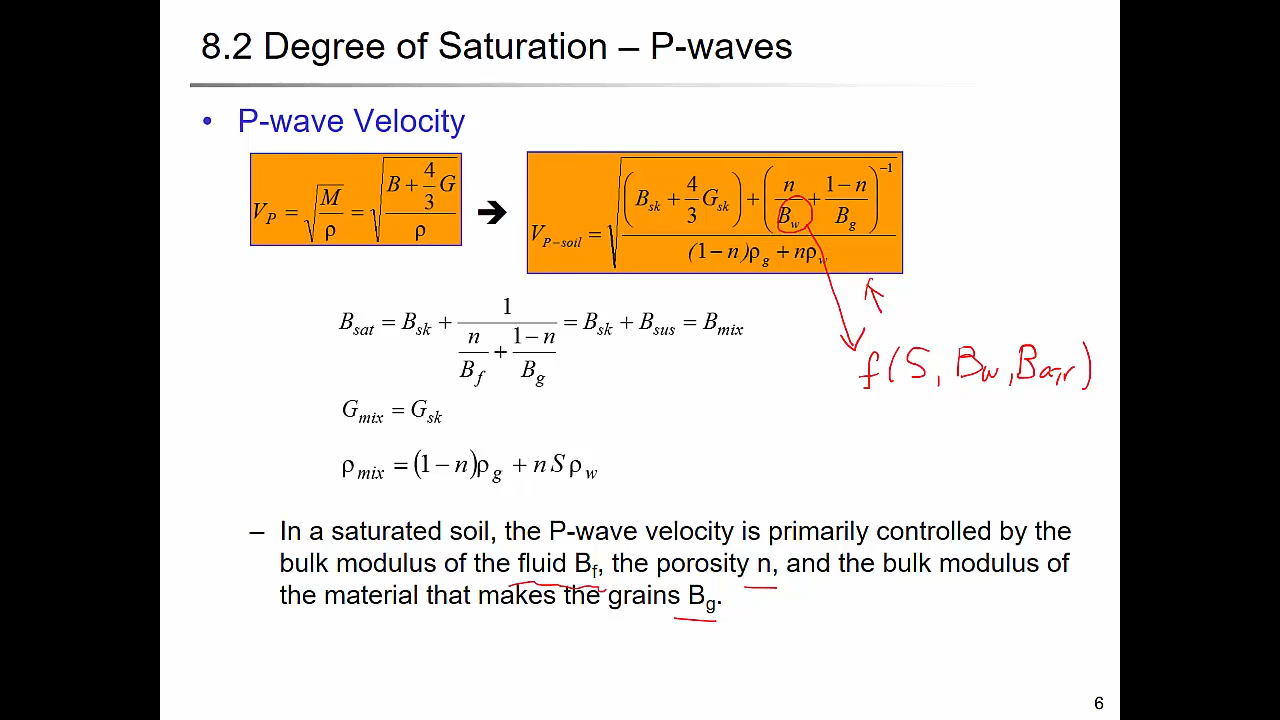 8.2 Degree of Saturation – P-waves
• P-wave Velocity
V_P = √(M/ρ) = √((B + 4/3 G)/ρ) ➔ V_{P-soil} = √(((B_sk + 4/3 G_sk) + (n/B_w + (1−n)/B_g)^{−1})/((1−n)ρ_g + nρ_w))
B_sat = B_sk + 1/(n/B_f + (1−n)/B_g) = B_sk + B_sus = B_mix
f(S, B_w, B_air)
G_mix = G_sk
ρ_mix = (1−n)ρ_g + n S ρ_w
– In a saturated soil, the P-wave velocity is primarily controlled by the
bulk modulus of the fluid B_f, the porosity n, and the bulk modulus of
the material that makes the grains B_g.
6